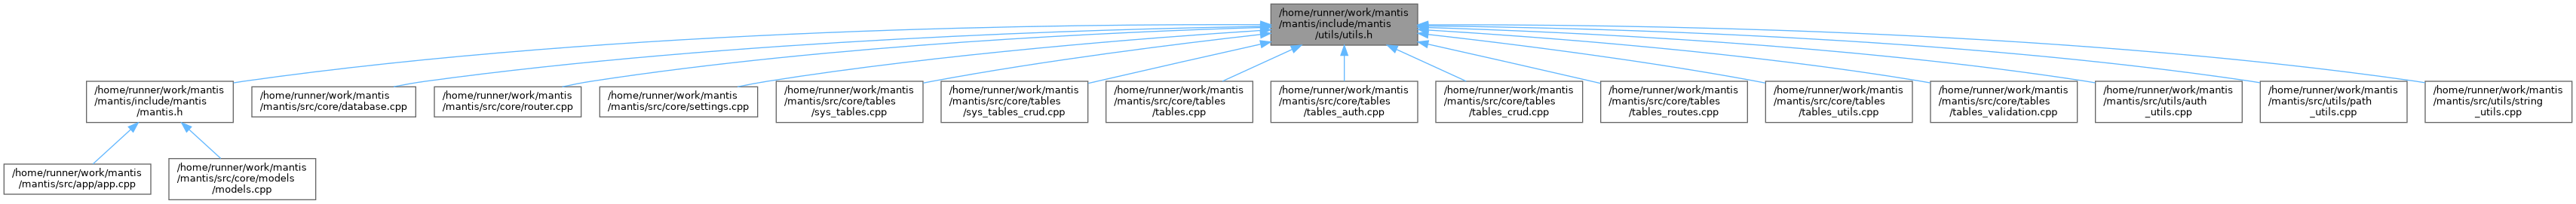 /home/runner/work/mantis
/mantis/include/mantis
/utils/utils.h
/home/runner/work/mantis
/mantis/include/mantis
/mantis.h
/home/runner/work/mantis
/mantis/src/core/database.cpp
/home/runner/work/mantis
/mantis/src/core/router.cpp
/home/runner/work/mantis
/mantis/src/core/settings.cpp
/home/runner/work/mantis
/mantis/src/core/tables
/sys_tables.cpp
/home/runner/work/mantis
/mantis/src/core/tables
/sys_tables_crud.cpp
/home/runner/work/mantis
/mantis/src/core/tables
/tables.cpp
/home/runner/work/mantis
/mantis/src/core/tables
/tables_auth.cpp
/home/runner/work/mantis
/mantis/src/core/tables
/tables_crud.cpp
/home/runner/work/mantis
/mantis/src/core/tables
/tables_routes.cpp
/home/runner/work/mantis
/mantis/src/core/tables
/tables_utils.cpp
/home/runner/work/mantis
/mantis/src/core/tables
/tables_validation.cpp
/home/runner/work/mantis
/mantis/src/utils/auth
_utils.cpp
/home/runner/work/mantis
/mantis/src/utils/path
_utils.cpp
/home/runner/work/mantis
/mantis/src/utils/string
_utils.cpp
/home/runner/work/mantis
/mantis/src/app/app.cpp
/home/runner/work/mantis
/mantis/src/core/models
/models.cpp